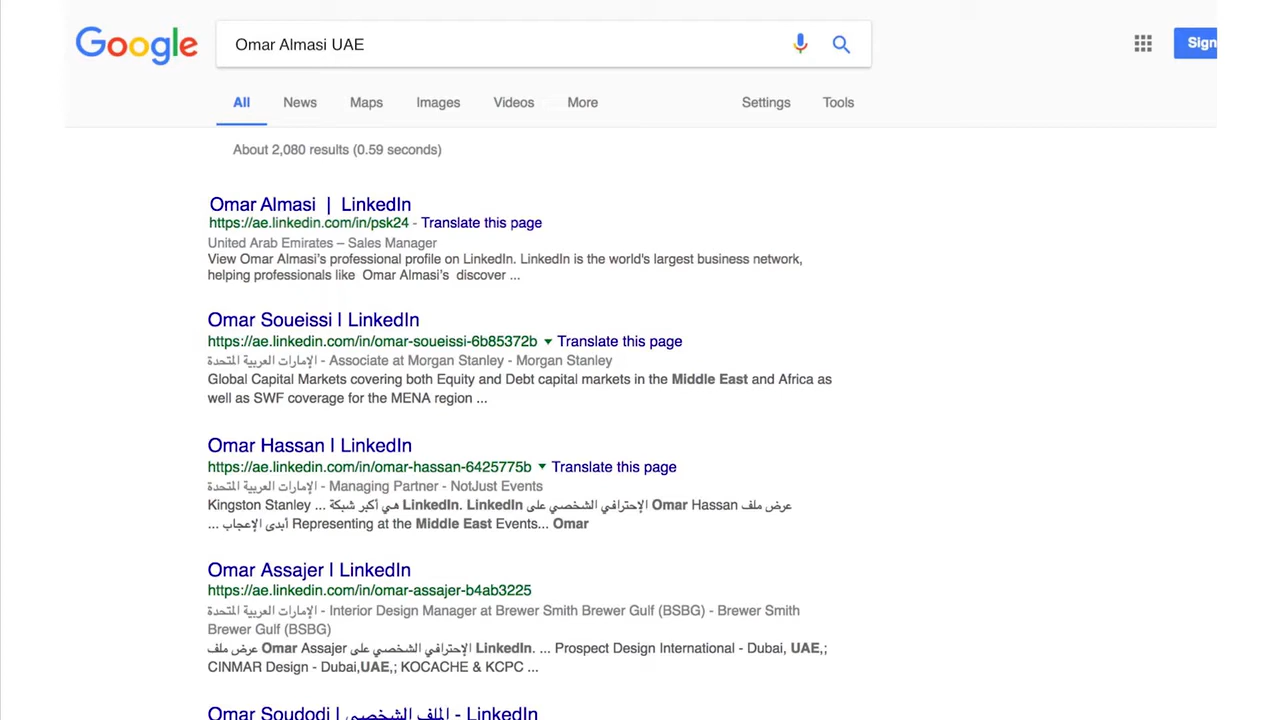 Google
Omar Almasi UAE
Sign
All News Maps Images Videos More Settings Tools
About 2,080 results (0.59 seconds)
Omar Almasi | LinkedIn
https://ae.linkedin.com/in/psk24 - Translate this page
United Arab Emirates – Sales Manager
View Omar Almasi's professional profile on LinkedIn. LinkedIn is the world's largest business network,
helping professionals like Omar Almasi's discover ...
Omar Soueissi | LinkedIn
https://ae.linkedin.com/in/omar-soueissi-6b85372b Translate this page
الإمارات العربية المتحدة - Associate at Morgan Stanley - Morgan Stanley
Global Capital Markets covering both Equity and Debt capital markets in the Middle East and Africa as
well as SWF coverage for the MENA region ...
Omar Hassan | LinkedIn
https://ae.linkedin.com/in/omar-hassan-6425775b Translate this page
الإمارات العربية المتحدة - Managing Partner - NotJust Events
Kingston Stanley ... هي أكبر شبكة LinkedIn. LinkedIn الإحترافي الشخصي على Omar Hassan عرض ملف
... أبدى الإعجاب Representing at the Middle East Events... Omar
Omar Assajer | LinkedIn
https://ae.linkedin.com/in/omar-assajer-b4ab3225
الإمارات العربية المتحدة - Interior Design Manager at Brewer Smith Brewer Gulf (BSBG) - Brewer Smith
Brewer Gulf (BSBG)
عرض ملف Omar Assajer الإحترافي الشخصي على LinkedIn. ... Prospect Design International - Dubai, UAE,;
CINMAR Design - Dubai,UAE,; KOCACHE & KCPC ...
Omar Soudodi | الملف الشخصي - LinkedIn